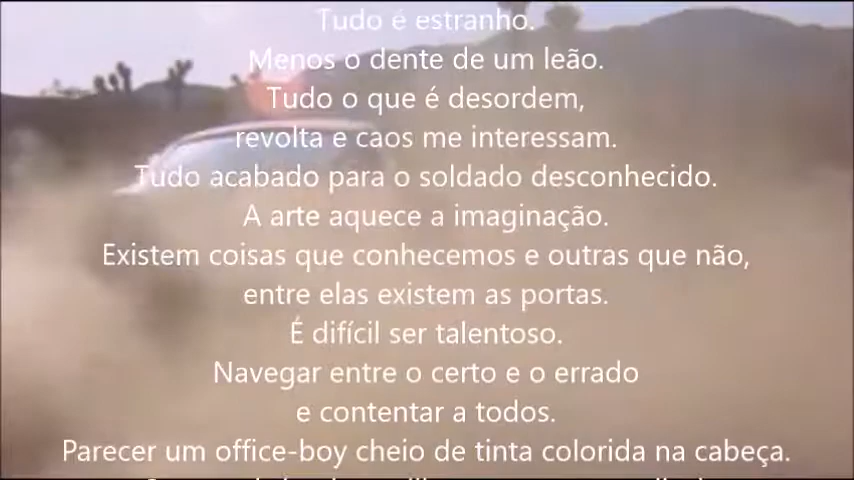 Tudo é estranho.
Menos o dente de um leão.
Tudo o que é desordem,
revolta e caos me interessam.
Tudo acabado para o soldado desconhecido.
A arte aquece a imaginação.
Existem coisas que conhecemos e outras que não,
entre elas existem as portas.
É difícil ser talentoso.
Navegar entre o certo e o errado
e contentar a todos.
Parecer um office-boy cheio de tinta colorida na cabeça.